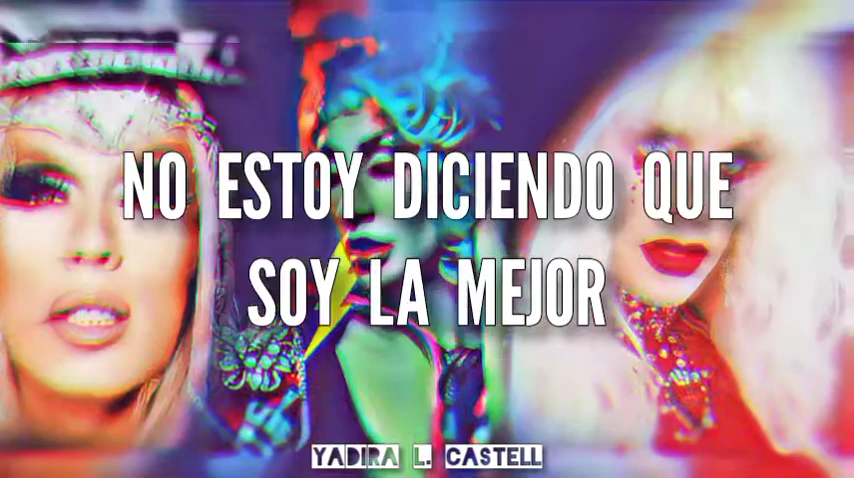 NO ESTOY DICIENDO QUE
SOY LA MEJOR
YADIRA L. CASTELL